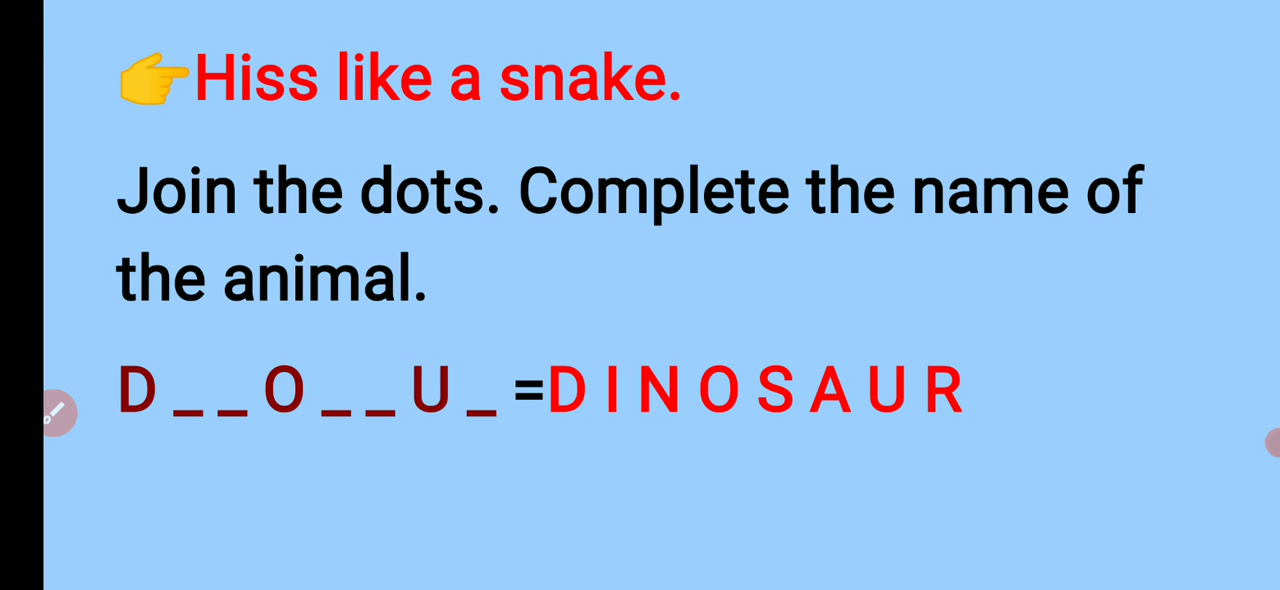 👉Hiss like a snake.
Join the dots. Complete the name of
the animal.
D _ _ O _ _ U _ =D I N O S A U R